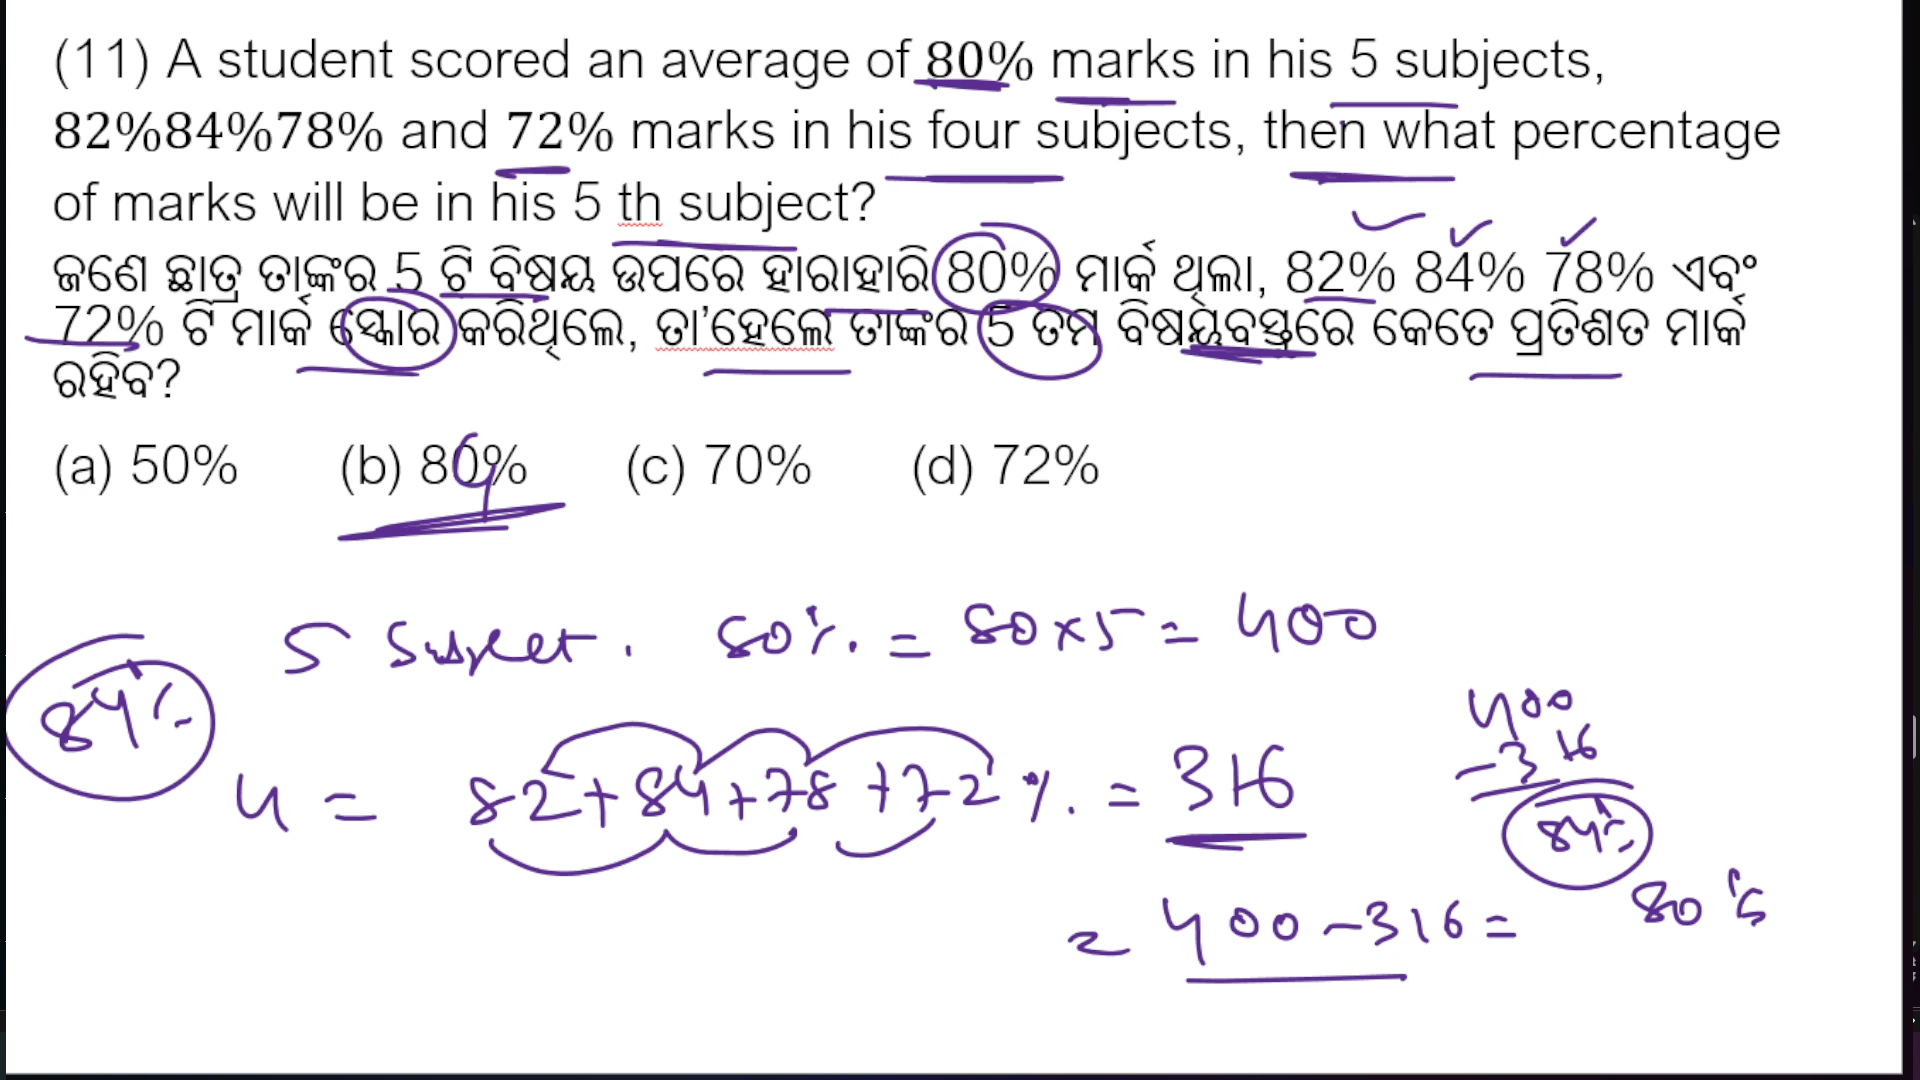 (11) A student scored an average of 80% marks in his 5 subjects,
82%84%78% and 72% marks in his four subjects, then what percentage
of marks will be in his 5 th subject?
ଜଣେ ଛାତ୍ର ତାଙ୍କର 5 ଟି ବିଷୟ ଉପରେ ହାରାହାରି 80% ମାର୍କ ଥିଲା, 82% 84% 78% ଏବଂ
72% ଟି ମାର୍କ ସ୍କୋର କରିଥିଲେ, ତା'ହେଲେ ତାଙ୍କର 5 ତମ ବିଷୟବସ୍ତୁରେ କେତେ ପ୍ରତିଶତ ମାର୍କ
ରହିବ?
(a) 50% (b) 80% (c) 70% (d) 72%
5 80%. = 80×5 = 400
84%
4 = 82+84+78+72%. = 316
400
-316
84%
= 400-316 =
80%